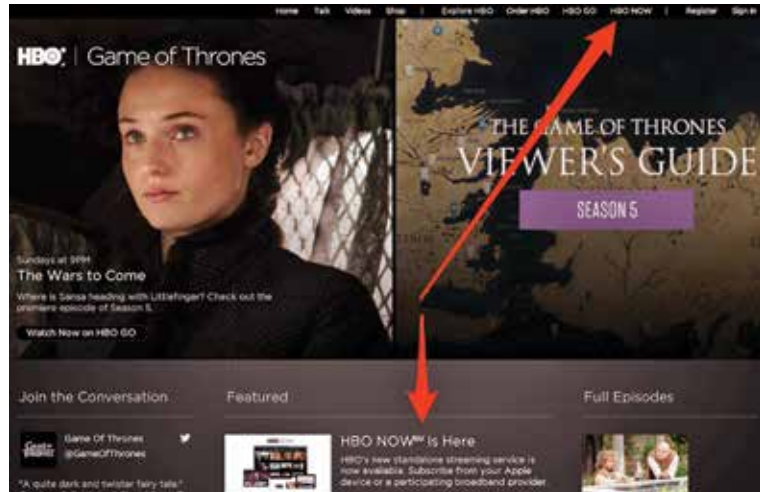 Home Talk Videos Shop | Explore HBO Order HBO HBO GO HBO NOW | Register Sign In
HBO | Game of Thrones
THE GAME OF THRONES
VIEWER'S GUIDE
SEASON 5
Sundays at 9PM
The Wars to Come
Where is Sansa heading with Littlefinger? Check out the
premiere episode of Season 5.
Watch Now on HBO GO
Join the Conversation
Game Of Thrones
@GameOfThrones
"A quite dark and twister fairy tale."
Featured
HBO NOW℠ Is Here
HBO's new standalone streaming service is
now available. Subscribe from your Apple
device or a participating broadband provider.
Full Episodes